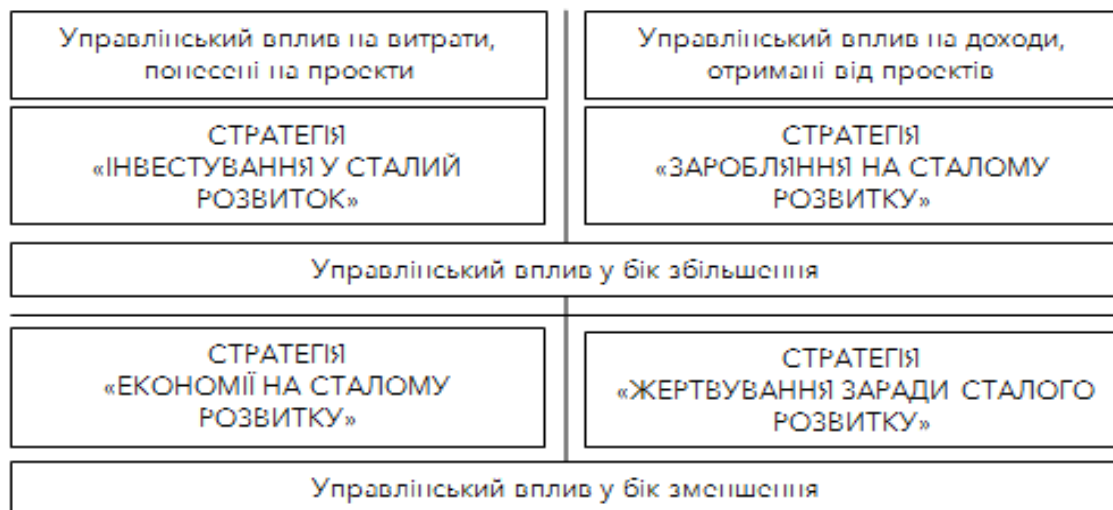 Управлінський вплив на витрати,
понесені на проекти
Управлінський вплив на доходи,
отримані від проектів
СТРАТЕГІЯ
«ІНВЕСТУВАННЯ У СТАЛИЙ
РОЗВИТОК»
СТРАТЕГІЯ
«ЗАРОБЛЯННЯ НА СТАЛОМУ
РОЗВИТКУ»
Управлінський вплив у бік збільшення
СТРАТЕГІЯ
«ЕКОНОМІЇ НА СТАЛОМУ
РОЗВИТКУ»
СТРАТЕГІЯ
«ЖЕРТВУВАННЯ ЗАРАДИ СТАЛОГО
РОЗВИТКУ»
Управлінський вплив у бік зменшення